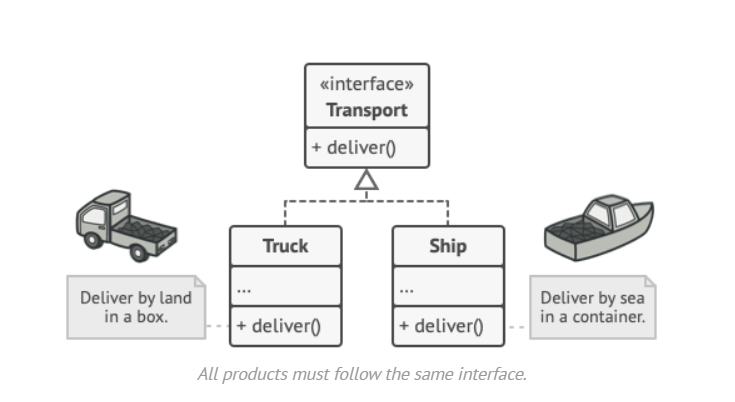 «interface»
Transport
+ deliver()
Truck
...
+ deliver()
Ship
...
+ deliver()
Deliver by land
in a box.
Deliver by sea
in a container.
All products must follow the same interface.